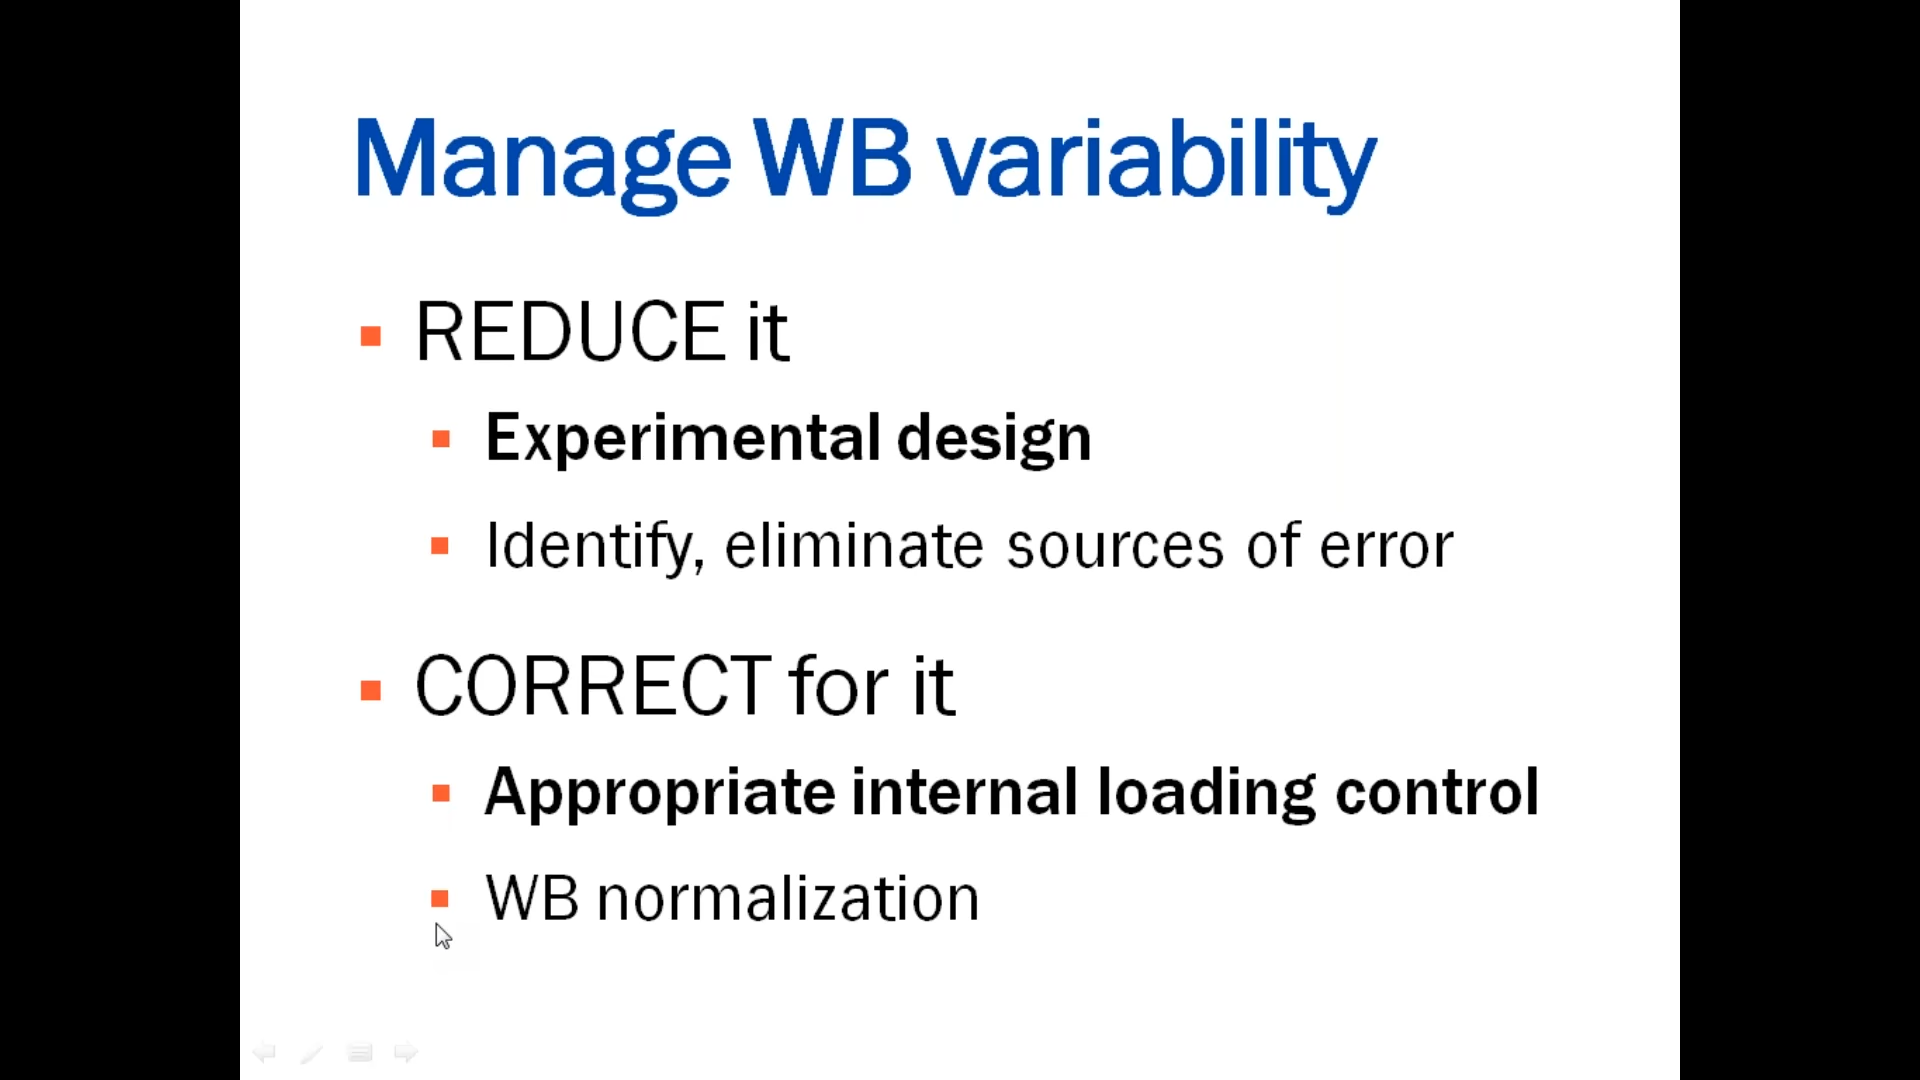 Manage WB variability
REDUCE it
Experimental design
Identify, eliminate sources of error
CORRECT for it
Appropriate internal loading control
WB normalization